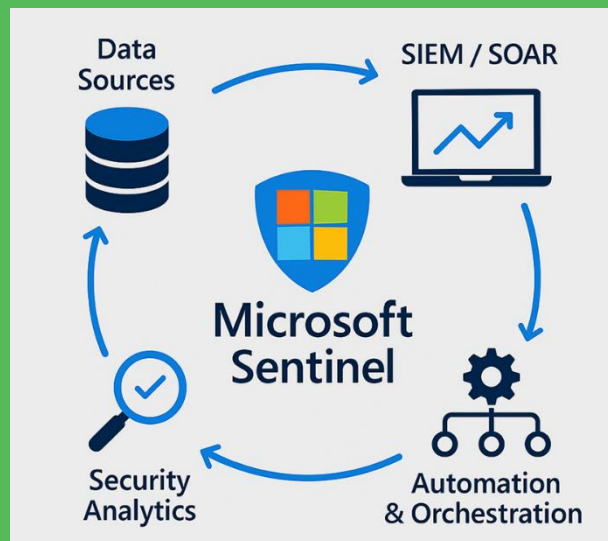 Data
Sources
SIEM / SOAR
Microsoft
Sentinel
Security
Analytics
Automation
& Orchestration